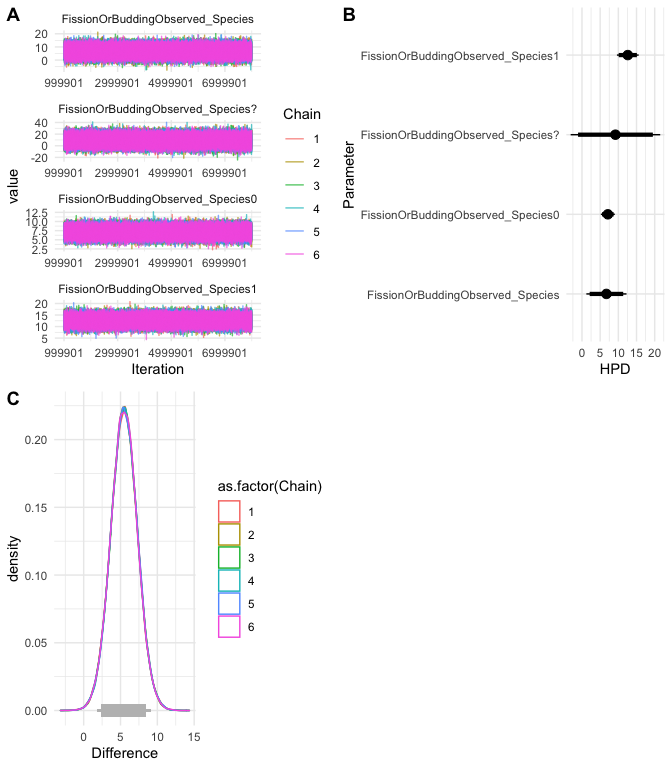 A
FissionOrBuddingObserved_Species
20
10
0
9999901 2999901 4999901 6999901
FissionOrBuddingObserved_Species?
40
20
0
-20
9999901 2999901 4999901 6999901
FissionOrBuddingObserved_Species0
12.5
10.0
7.5
5.0
2.5
9999901 2999901 4999901 6999901
FissionOrBuddingObserved_Species1
20
15
10
5
9999901 2999901 4999901 6999901
value
Iteration
Chain
1
2
3
4
5
6
B
FissionOrBuddingObserved_Species1
FissionOrBuddingObserved_Species?
FissionOrBuddingObserved_Species0
FissionOrBuddingObserved_Species
Parameter
0 5 10 15 20
HPD
C
0.20
0.15
0.10
0.05
0.00
density
0 5 10 15
Difference
as.factor(Chain)
1
2
3
4
5
6